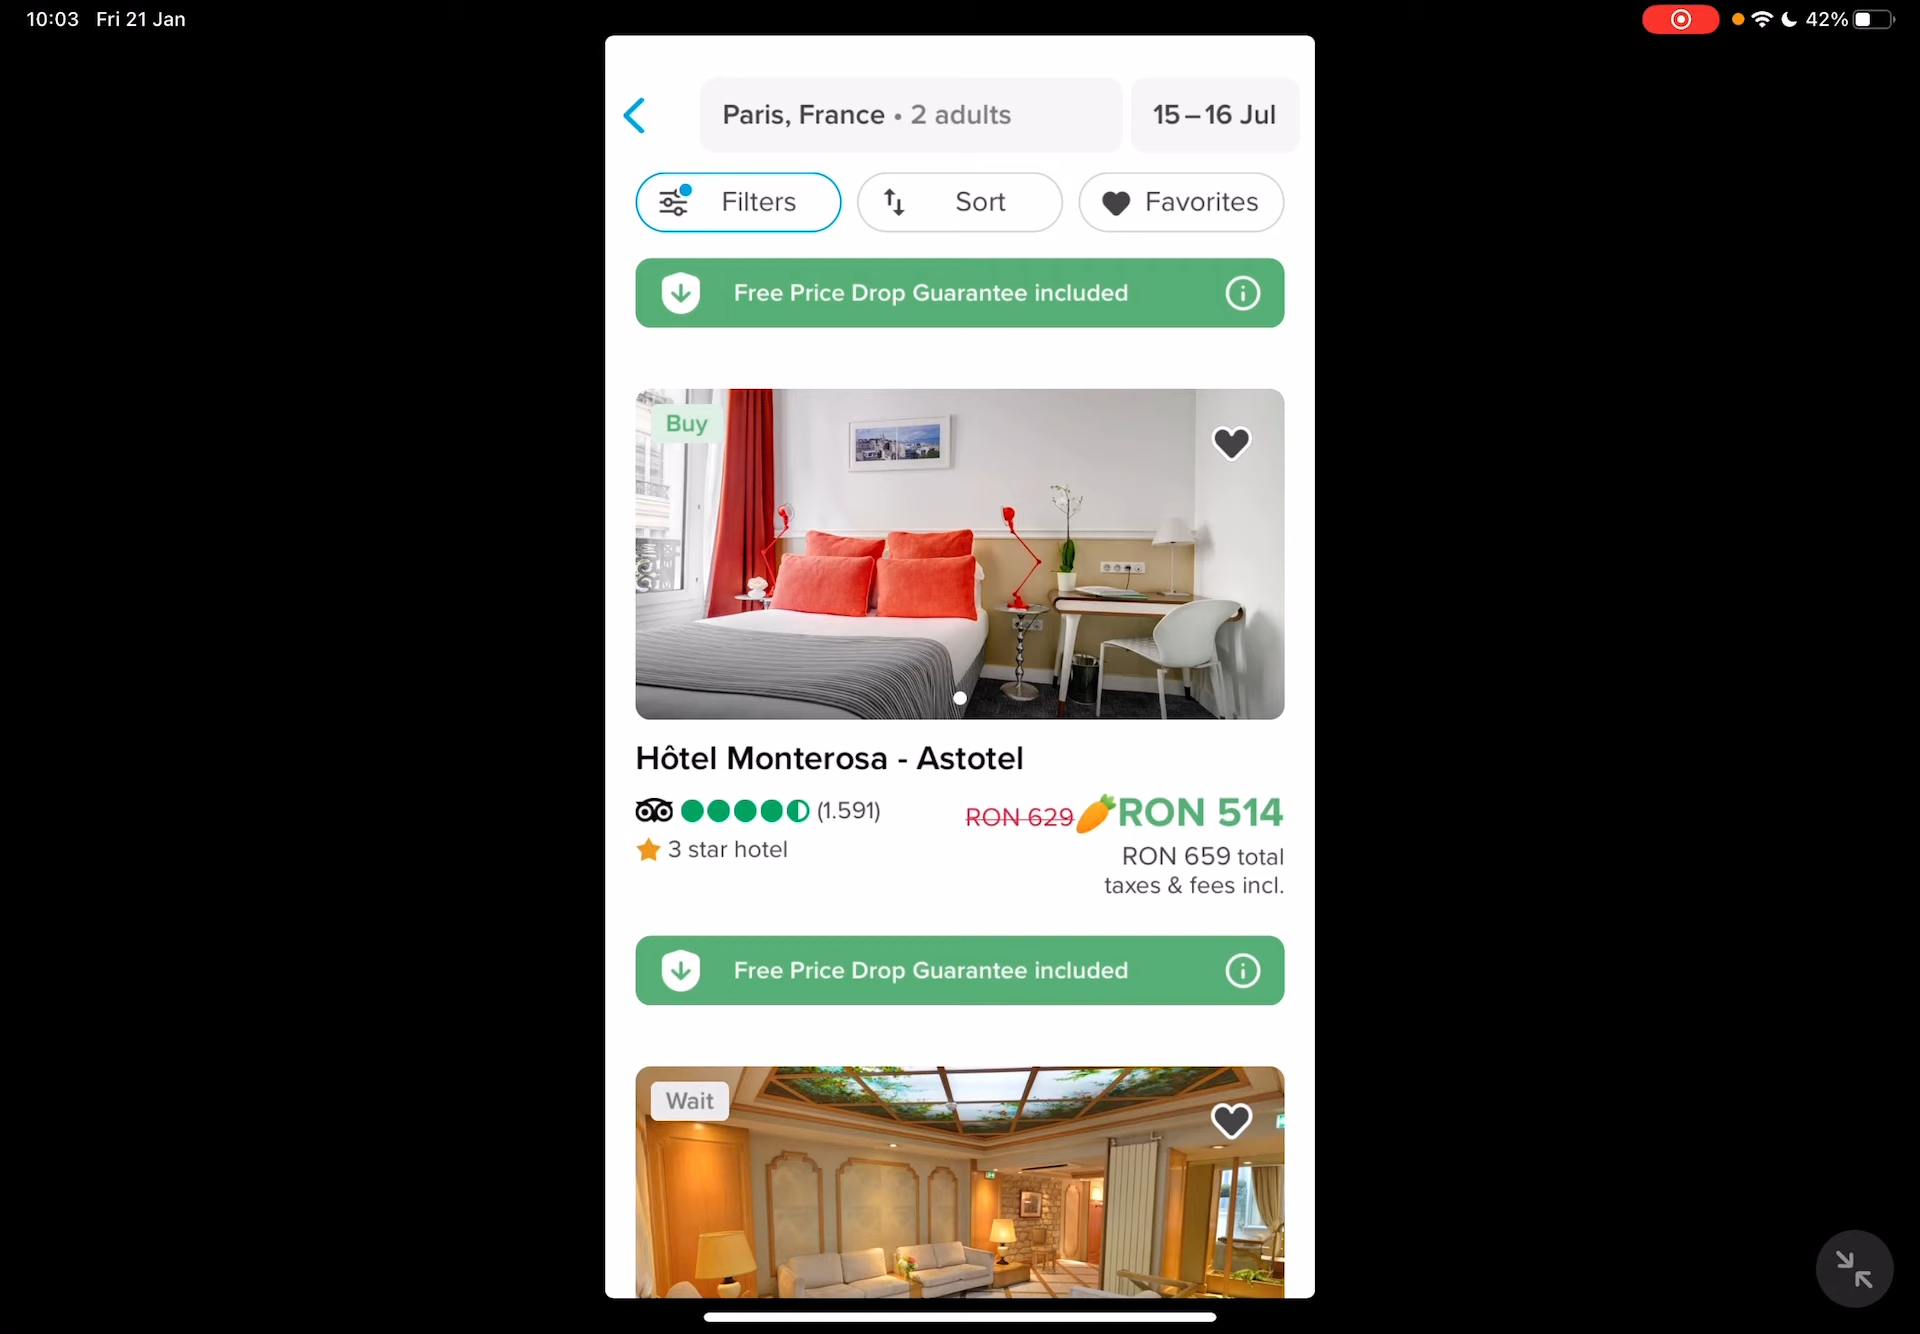 10:03 Fri 21 Jan
42%
Paris, France • 2 adults
15 – 16 Jul
Filters
Sort
Favorites
Free Price Drop Guarantee included
Buy
Hôtel Monterosa - Astotel
(1.591)
RON 629 RON 514
3 star hotel
RON 659 total
taxes & fees incl.
Free Price Drop Guarantee included
Wait